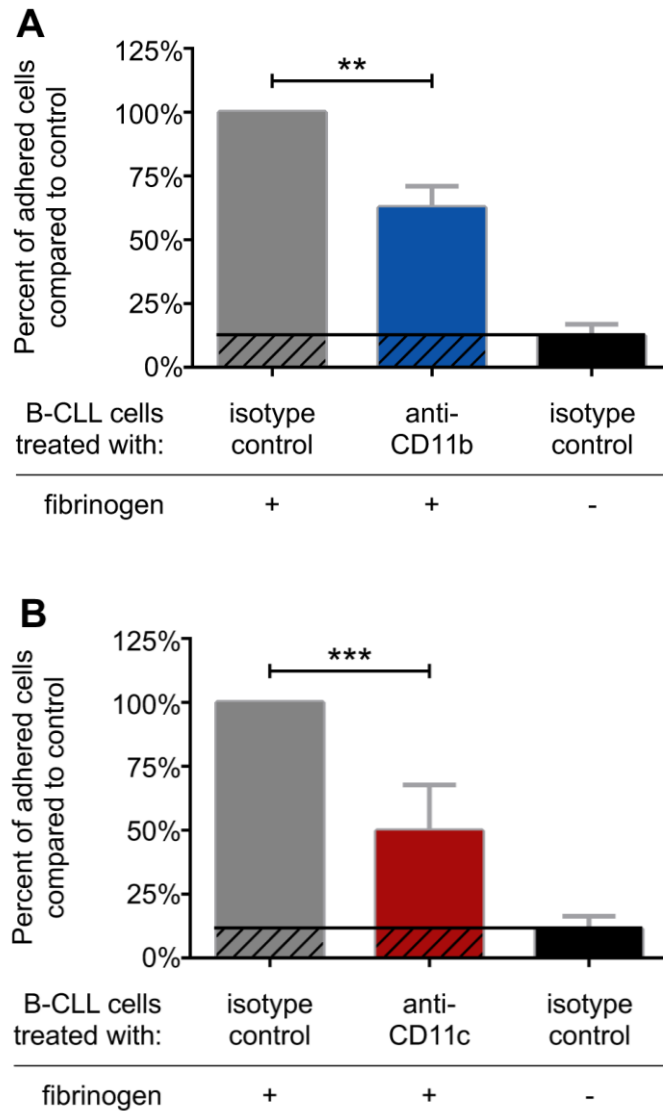 A
Percent of adhered cells
compared to control
125%
100%
75%
50%
25%
0%
**
B-CLL cells
treated with:
isotype
control
anti-
CD11b
isotype
control
fibrinogen + + -
B
Percent of adhered cells
compared to control
125%
100%
75%
50%
25%
0%
***
B-CLL cells
treated with:
isotype
control
anti-
CD11c
isotype
control
fibrinogen + + -